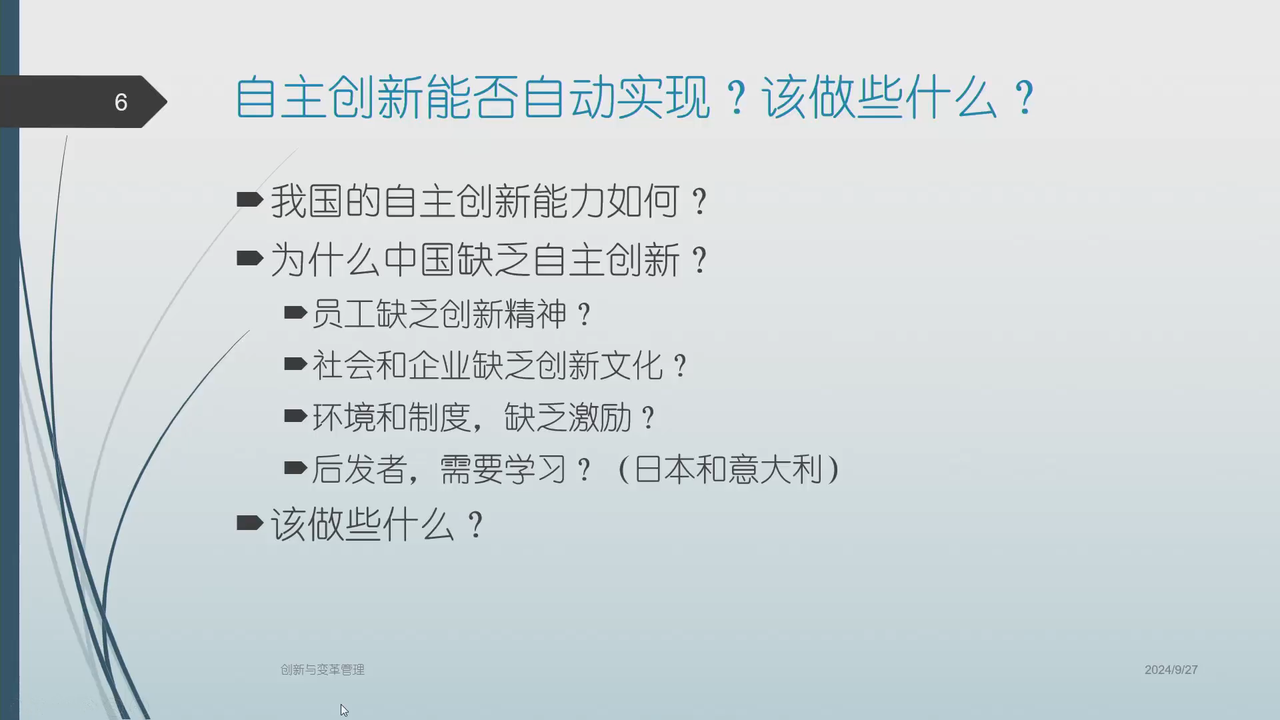 6
自主创新能否自动实现？该做些什么？
我国的自主创新能力如何？
为什么中国缺乏自主创新？
员工缺乏创新精神？
社会和企业缺乏创新文化？
环境和制度，缺乏激励？
后发者，需要学习？（日本和意大利）
该做些什么？
创新与变革管理
2024/9/27